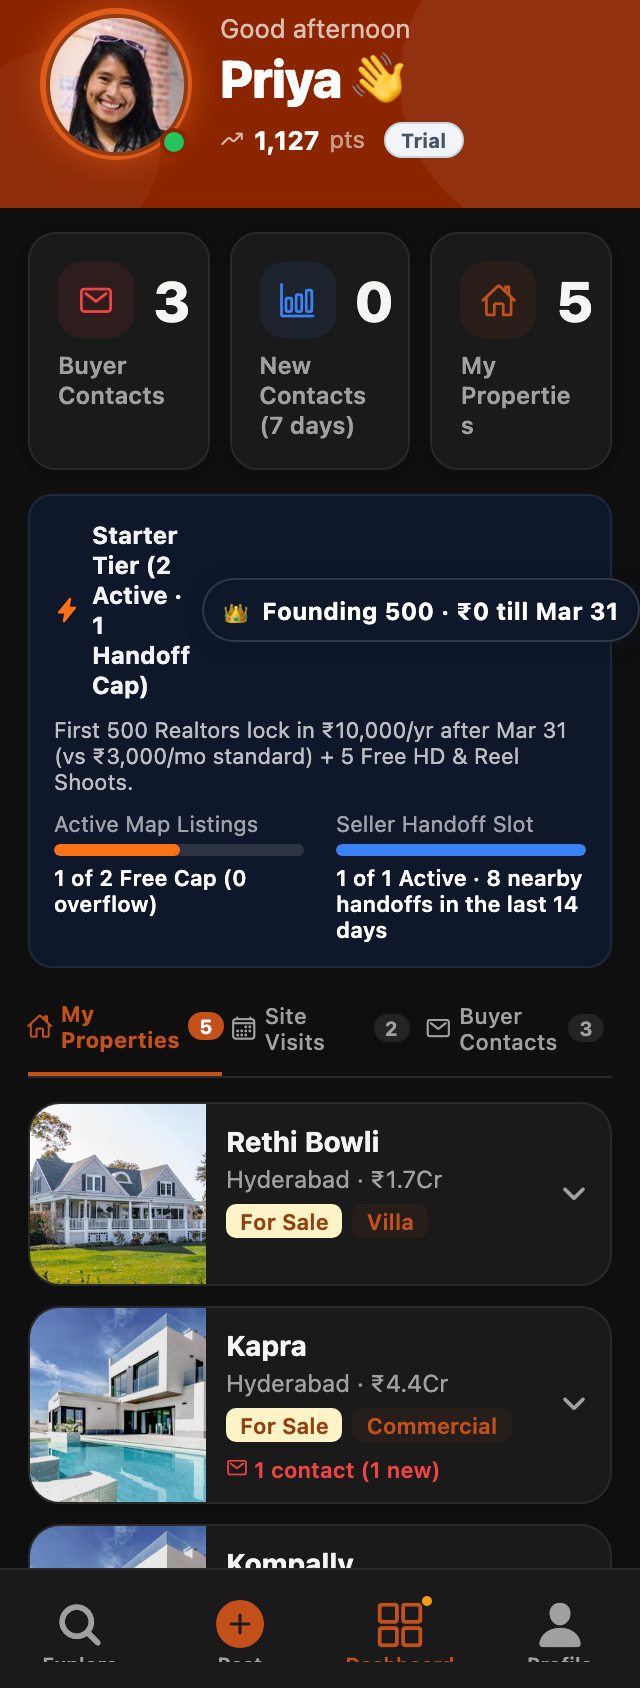 Good afternoon
Priya 👋
1,127 pts Trial
3
Buyer
Contacts
0
New
Contacts
(7 days)
5
My
Propertie
s
Starter
Tier (2
Active ·
1
Handoff
Cap)
Founding 500 · ₹0 till Mar 31
First 500 Realtors lock in ₹10,000/yr after Mar 31
(vs ₹3,000/mo standard) + 5 Free HD & Reel
Shoots.
Active Map Listings
1 of 2 Free Cap (0
overflow)
Seller Handoff Slot
1 of 1 Active · 8 nearby
handoffs in the last 14
days
My
Properties
5
Site
Visits
2
Buyer
Contacts
3
Rethi Bowli
Hyderabad · ₹1.7Cr
For Sale Villa
Kapra
Hyderabad · ₹4.4Cr
For Sale Commercial
1 contact (1 new)
Kompally
Explore Post Dashboard Profile